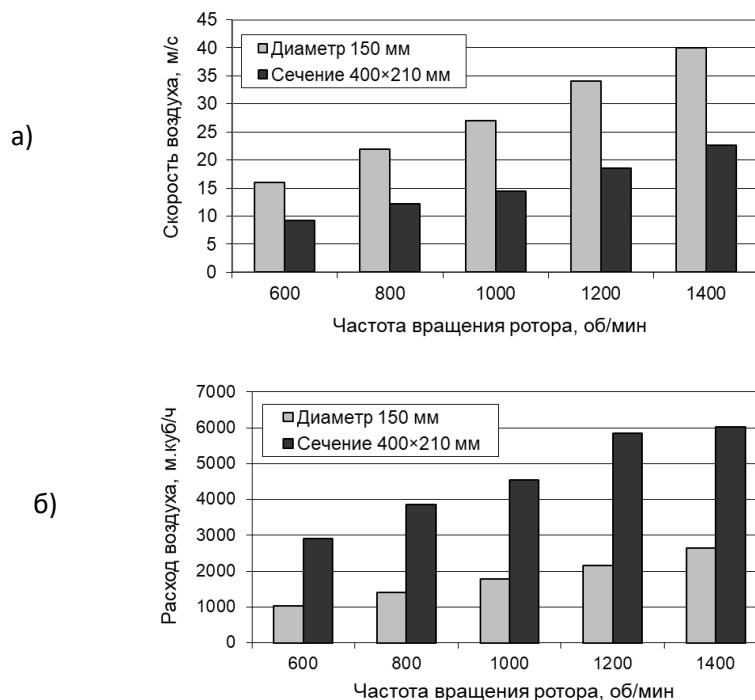 а)
Скорость воздуха, м/с
45
40
35
30
25
20
15
10
5
0
Диаметр 150 мм
Сечение 400×210 мм
600 800 1000 1200 1400
Частота вращения ротора, об/мин
б)
Расход воздуха, м.куб/ч
7000
6000
5000
4000
3000
2000
1000
0
Диаметр 150 мм
Сечение 400×210 мм
600 800 1000 1200 1400
Частота вращения ротора, об/мин